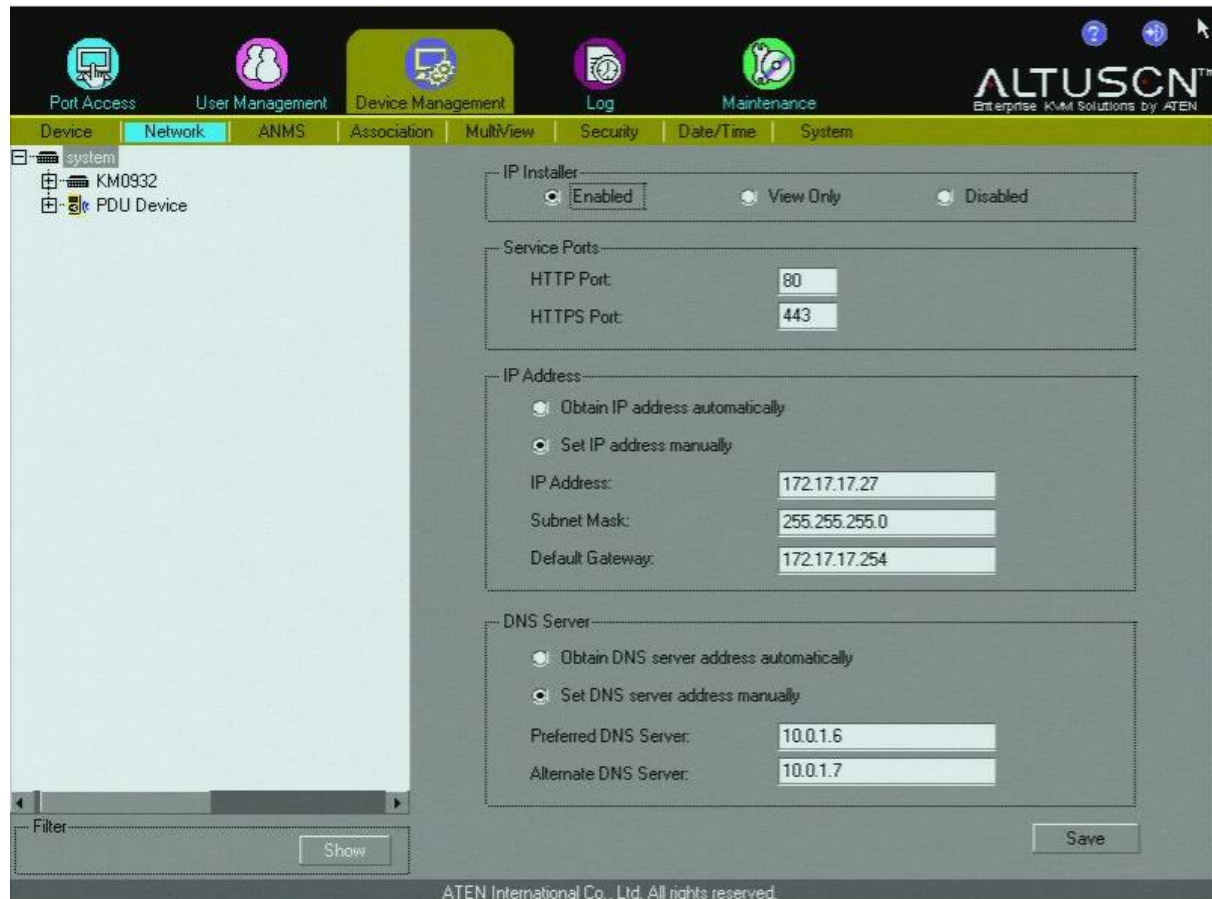 ALTUSCN™
Enterprise KVM Solutions by ATEN
Port Access User Management Device Management Log Maintenance
Device Network ANMS Association MultiView Security Date/Time System
system
KM0932
PDU Device
IP Installer
Enabled View Only Disabled
Service Ports
HTTP Port: 80
HTTPS Port: 443
IP Address
Obtain IP address automatically
Set IP address manually
IP Address: 172.17.17.27
Subnet Mask: 255.255.255.0
Default Gateway: 172.17.17.254
DNS Server
Obtain DNS server address automatically
Set DNS server address manually
Preferred DNS Server: 10.0.1.6
Alternate DNS Server: 10.0.1.7
Filter
Show
Save
ATEN International Co., Ltd. All rights reserved.